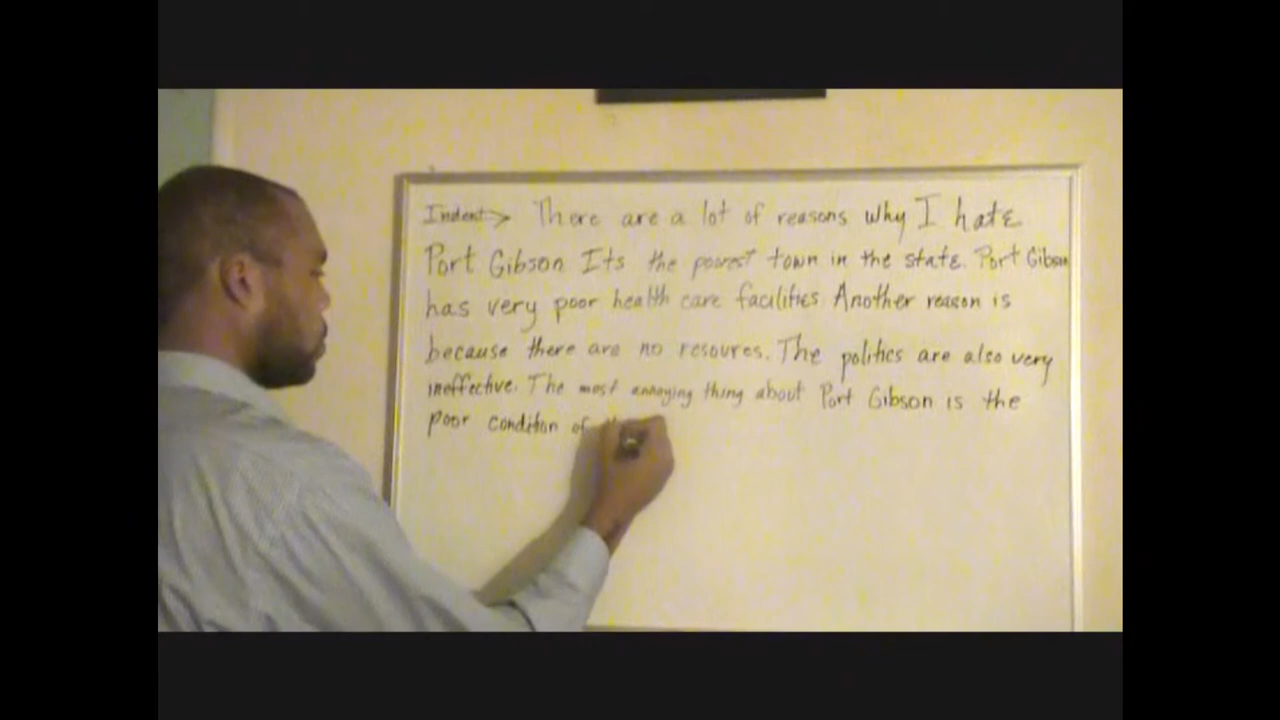 Indent> There are a lot of reasons why I hate
Port Gibson Its the poorest town in the state. Port Gibson
has very poor health care facilities Another reason is
because there are no resoures. The politics are also very
ineffective. The most annoying thing about Port Gibson is the
poor conditon of